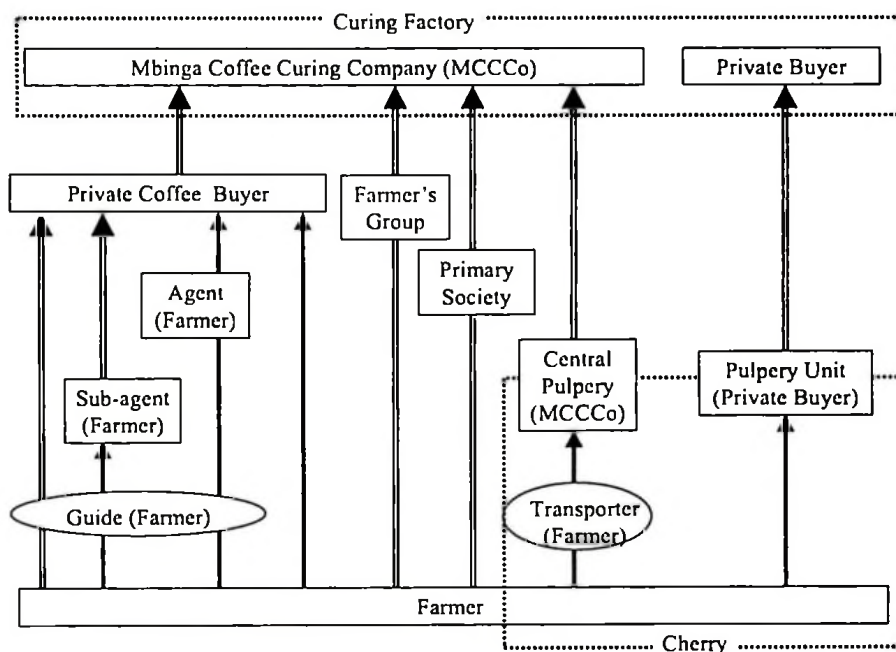 Curing Factory
Mbinga Coffee Curing Company (MCCCo)
Private Buyer
Private Coffee Buyer
Farmer's
Group
Primary
Society
Agent
(Farmer)
Central
Pulpery
(MCCCo)
Pulpery Unit
(Private Buyer)
Sub-agent
(Farmer)
Guide (Farmer)
Transporter
(Farmer)
Farmer
Cherry